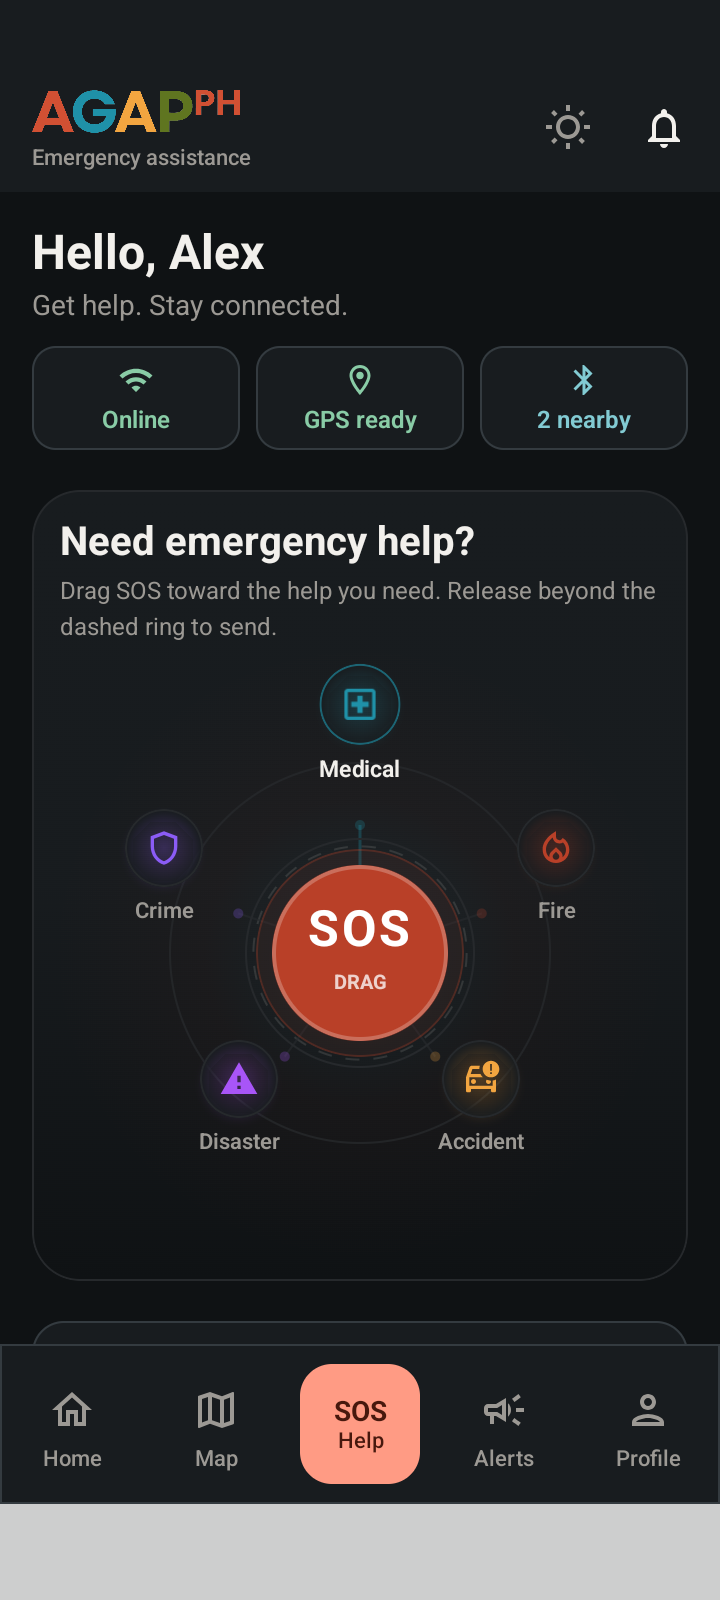 AGAPPH
Emergency assistance
Hello, Alex
Get help. Stay connected.
Online
GPS ready
2 nearby
Need emergency help?
Drag SOS toward the help you need. Release beyond the
dashed ring to send.
Medical
Crime
Fire
SOS
DRAG
Disaster
Accident
Home
Map
SOS
Help
Alerts
Profile